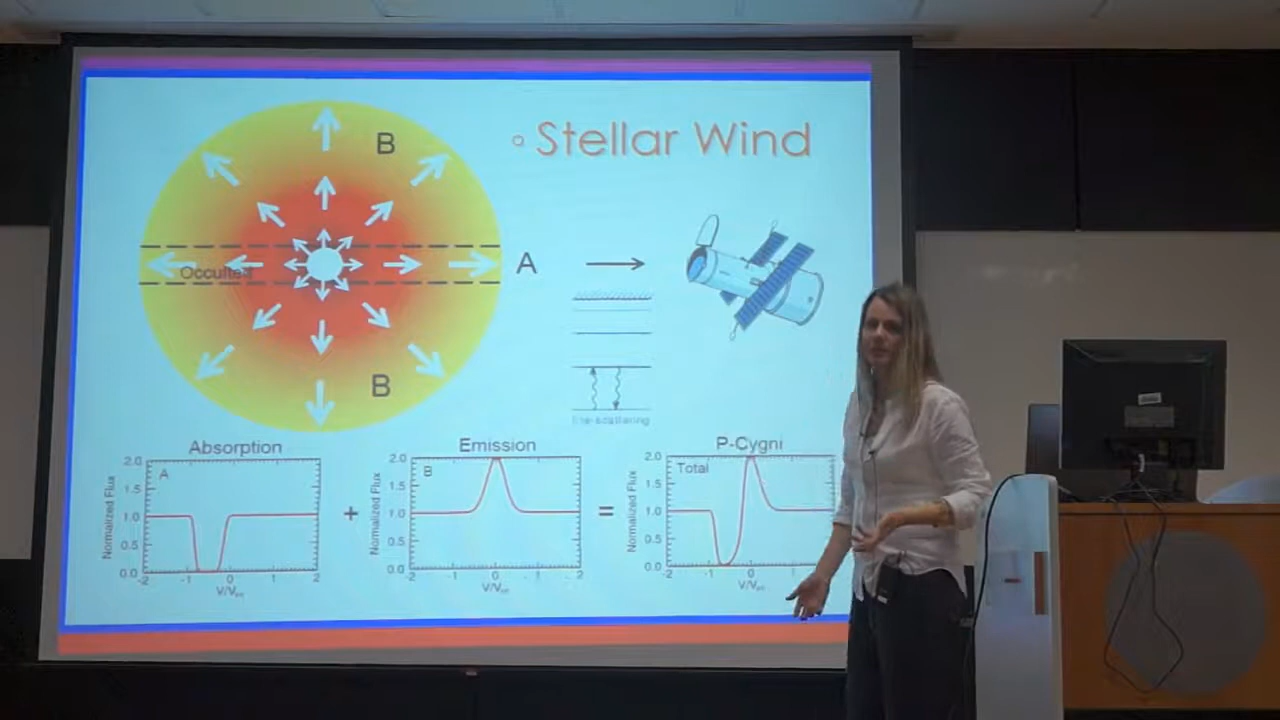 B
Stellar Wind
Occulted
A
B
line-scattering
Absorption
Emission
P-Cygni
2.0
1.5
1.0
0.5
0.0
Normalized Flux
A
-2
-1
0
1
2
+
2.0
1.5
1.0
0.5
0.0
Normalized Flux
B
-2
-1
0
1
2
V/V∞
=
2.0
1.5
1.0
0.5
0.0
Normalized Flux
Total
-2
-1
0
V/V∞
V/V∞